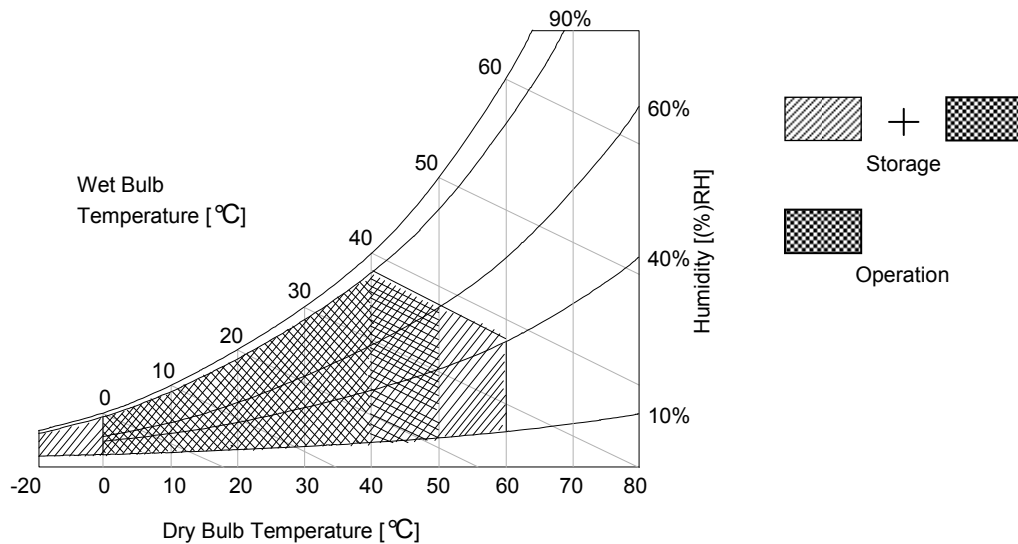 90%
60
60%
50
Wet Bulb
Temperature [℃]
40
40%
30
20
10
0
10%
Humidity [(%)RH]
-20 0 10 20 30 40 50 60 70 80
Dry Bulb Temperature [℃]
+
Storage
Operation